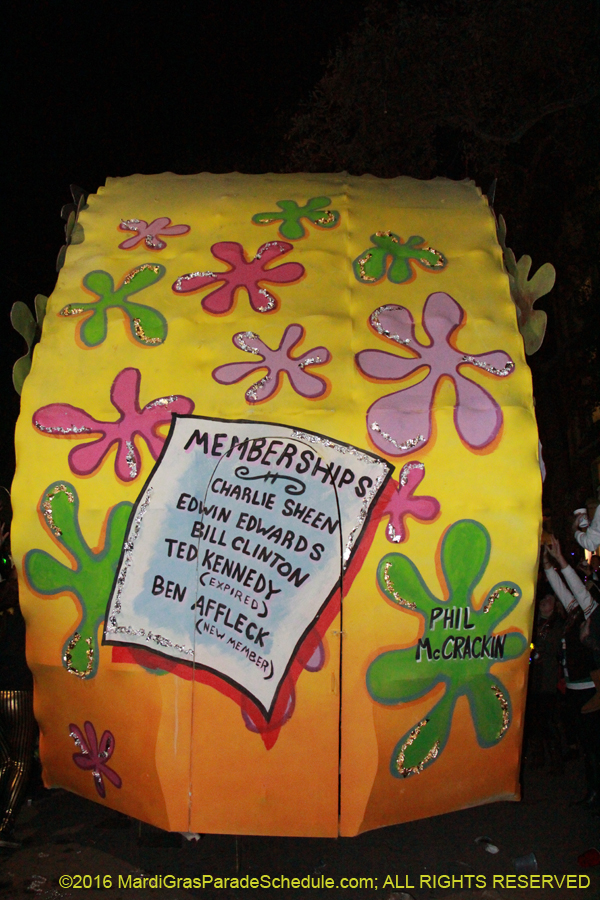 MEMBERSHIPS
CHARLIE SHEEN
EDWIN EDWARDS
BILL CLINTON
TED KENNEDY
(EXPIRED)
BEN AFFLECK
(NEW MEMBER)
PHIL
McCRACKIN
©2016 MardiGrasParadeSchedule.com; ALL RIGHTS RESERVED